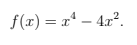 f(x) = x⁴ − 4x².